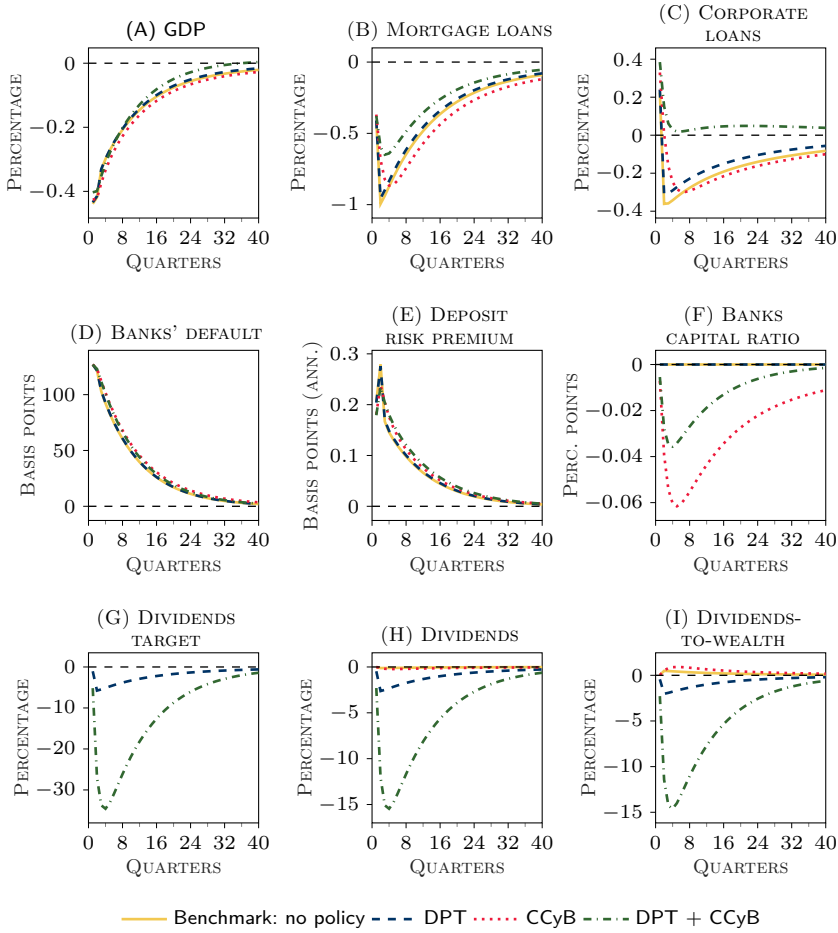 (A) GDP
(B) Mortgage loans
(C) Corporate
loans
Percentage
0
−0.2
−0.4
0 8 16 24 32 40
Quarters
Percentage
0
−0.5
−1
0 8 16 24 32 40
Quarters
Percentage
0.4
0.2
0
−0.2
−0.4
0 8 16 24 32 40
Quarters
(D) Banks' default
(E) Deposit
risk premium
(F) Banks
capital ratio
Basis points
100
50
0
0 8 16 24 32 40
Quarters
Basis points (ann.)
0.3
0.2
0.1
0
0 8 16 24 32 40
Quarters
Perc. points
0
−0.02
−0.04
−0.06
0 8 16 24 32 40
Quarters
(G) Dividends
target
(H) Dividends
(I) Dividends-
to-wealth
Percentage
0
−10
−20
−30
0 8 16 24 32 40
Quarters
Percentage
0
−5
−10
−15
0 8 16 24 32 40
Quarters
Percentage
0
−5
−10
−15
0 8 16 24 32 40
Quarters
Benchmark: no policy DPT CCyB DPT + CCyB